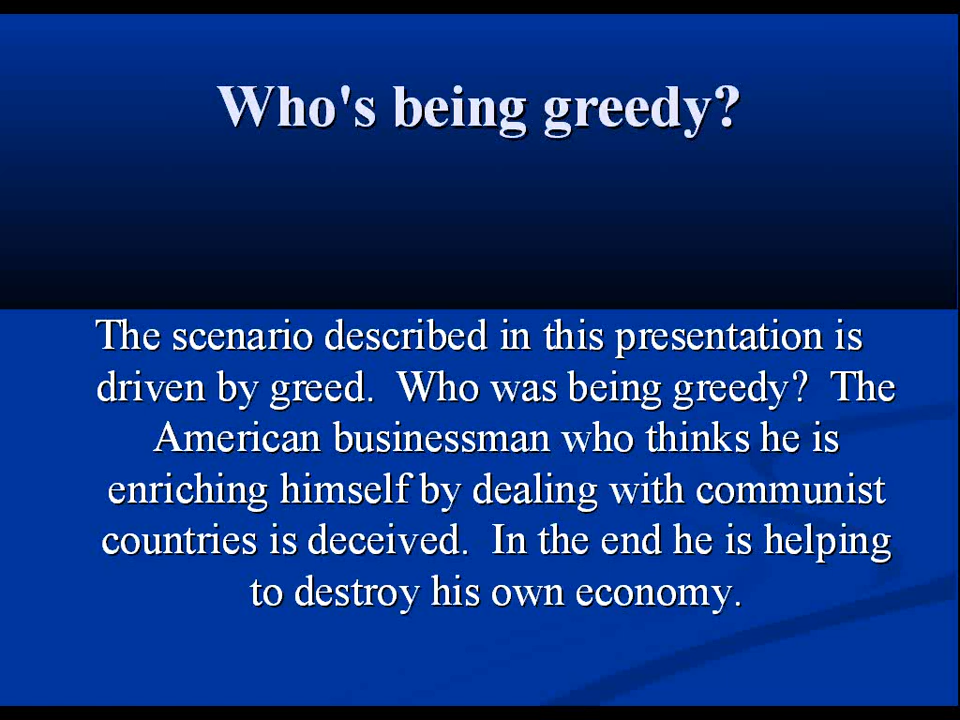 Who's being greedy?
The scenario described in this presentation is
driven by greed.  Who was being greedy?  The
American businessman who thinks he is
enriching himself by dealing with communist
countries is deceived.  In the end he is helping
to destroy his own economy.